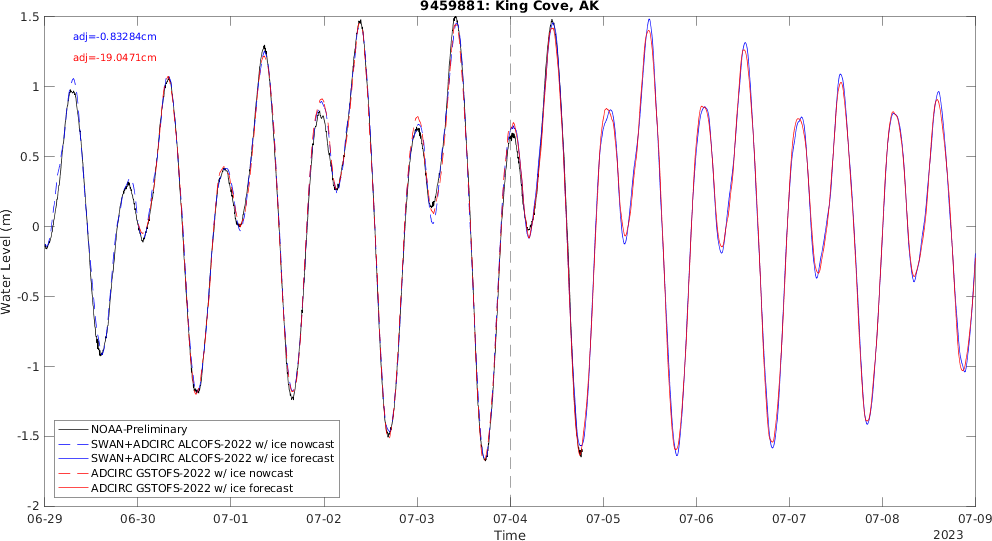 9459881: King Cove, AK
adj=-0.83284cm
adj=-19.0471cm
1.5
1
0.5
0
-0.5
-1
-1.5
-2
Water Level (m)
NOAA-Preliminary
SWAN+ADCIRC ALCOFS-2022 w/ ice nowcast
SWAN+ADCIRC ALCOFS-2022 w/ ice forecast
ADCIRC GSTOFS-2022 w/ ice nowcast
ADCIRC GSTOFS-2022 w/ ice forecast
06-29 06-30 07-01 07-02 07-03 07-04 07-05 07-06 07-07 07-08 07-09
Time
2023